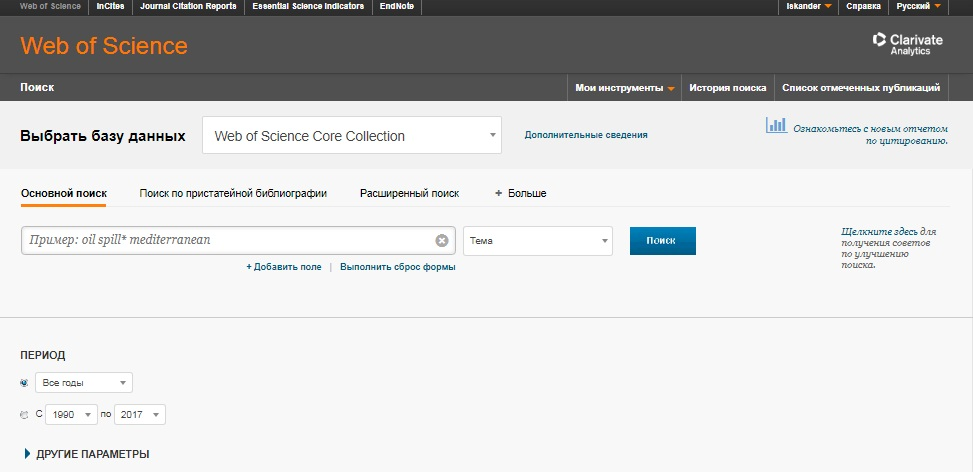 Web of Science InCites Journal Citation Reports Essential Science Indicators EndNote Iskander Справка Русский
Web of Science
Clarivate
Analytics
Поиск Мои инструменты История поиска Список отмеченных публикаций
Выбрать базу данных Web of Science Core Collection Дополнительные сведения
Ознакомьтесь с новым отчетом
по цитированию.
Основной поиск Поиск по пристатейной библиографии Расширенный поиск + Больше
Пример: oil spill* mediterranean Тема Поиск
Щелкните здесь для
получения советов
по улучшению
поиска.
+ Добавить поле | Выполнить сброс формы
ПЕРИОД
Все годы
С 1990 по 2017
ДРУГИЕ ПАРАМЕТРЫ